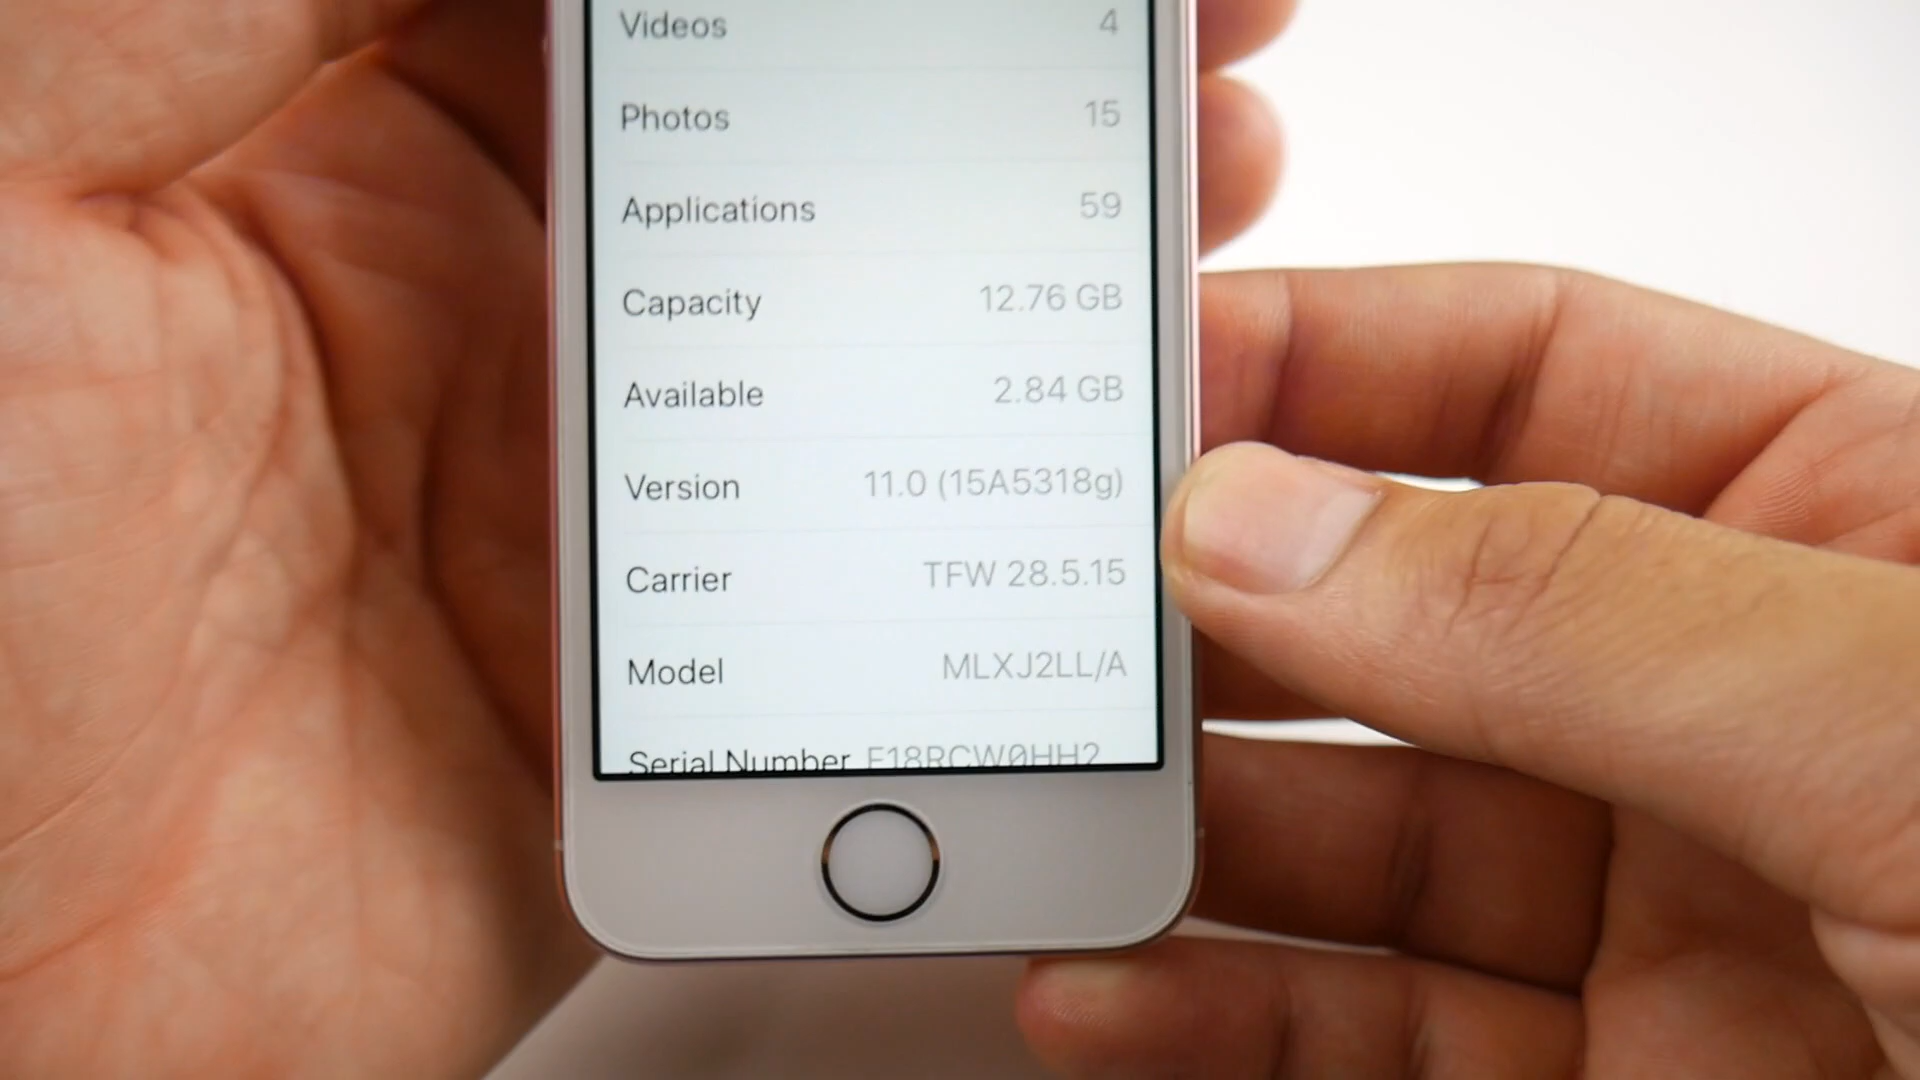 Videos 4
Photos 15
Applications 59
Capacity 12.76 GB
Available 2.84 GB
Version 11.0 (15A5318g)
Carrier TFW 28.5.15
Model MLXJ2LL/A
Serial Number